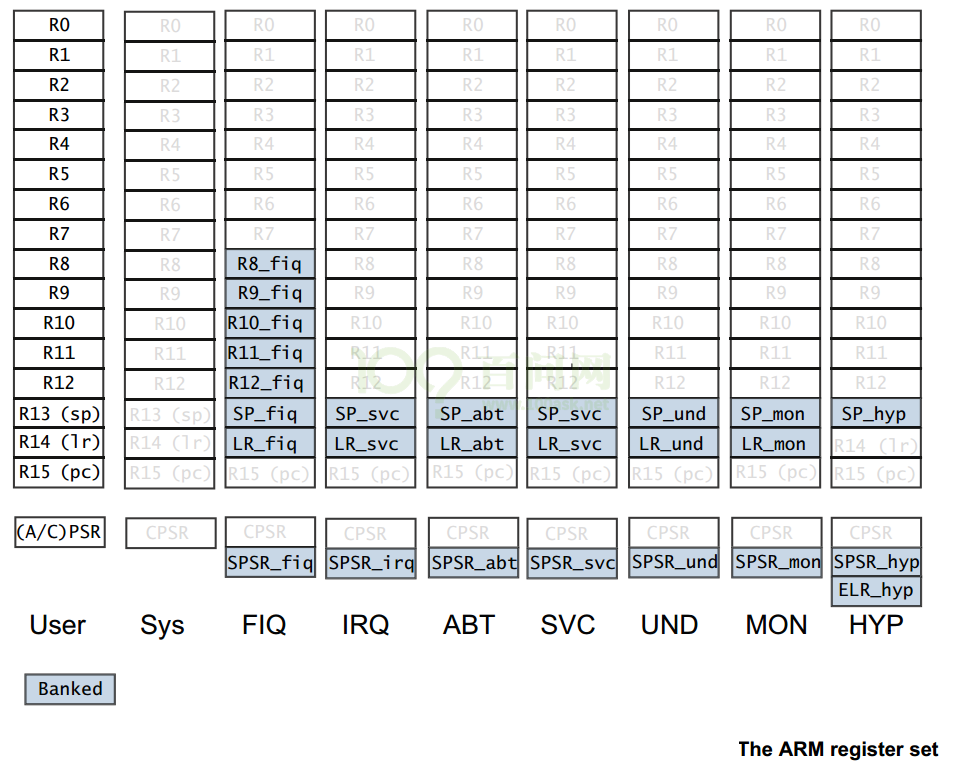 R0 R0 R0 R0 R0 R0 R0 R0 R0
R1 R1 R1 R1 R1 R1 R1 R1 R1
R2 R2 R2 R2 R2 R2 R2 R2 R2
R3 R3 R3 R3 R3 R3 R3 R3 R3
R4 R4 R4 R4 R4 R4 R4 R4 R4
R5 R5 R5 R5 R5 R5 R5 R5 R5
R6 R6 R6 R6 R6 R6 R6 R6 R6
R7 R7 R7 R7 R7 R7 R7 R7 R7
R8 R8 R8_fiq R8 R8 R8 R8 R8 R8
R9 R9 R9_fiq R9 R9 R9 R9 R9 R9
R10 R10 R10_fiq R10 R10 R10 R10 R10 R10
R11 R11 R11_fiq R11 R11 R11 R11 R11 R11
R12 R12 R12_fiq R12 R12 R12 R12 R12 R12
100 百问网
R13 (sp) R13 (sp) SP_fiq SP_svc SP_abt SP_svc SP_und SP_mon SP_hyp
R14 (lr) R14 (lr) LR_fiq LR_svc LR_abt LR_svc LR_und LR_mon R14 (lr)
R15 (pc) R15 (pc) R15 (pc) R15 (pc) R15 (pc) R15 (pc) R15 (pc) R15 (pc) R15 (pc)
(A/C)PSR CPSR CPSR CPSR CPSR CPSR CPSR CPSR CPSR
SPSR_fiq SPSR_irq SPSR_abt SPSR_svc SPSR_und SPSR_mon SPSR_hyp
ELR_hyp
User Sys FIQ IRQ ABT SVC UND MON HYP
Banked
The ARM register set